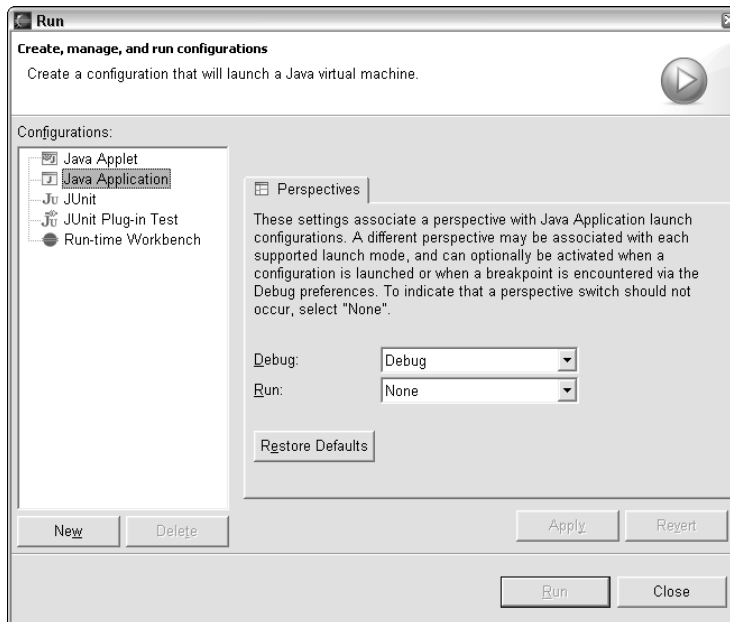 Run
Create, manage, and run configurations
Create a configuration that will launch a Java virtual machine.
Configurations:
Java Applet
Java Application
JUnit
JUnit Plug-in Test
Run-time Workbench
Perspectives
These settings associate a perspective with Java Application launch
configurations. A different perspective may be associated with each
supported launch mode, and can optionally be activated when a
configuration is launched or when a breakpoint is encountered via the
Debug preferences. To indicate that a perspective switch should not
occur, select "None".
Debug: Debug
Run: None
Restore Defaults
New Delete
Apply Revert
Run Close